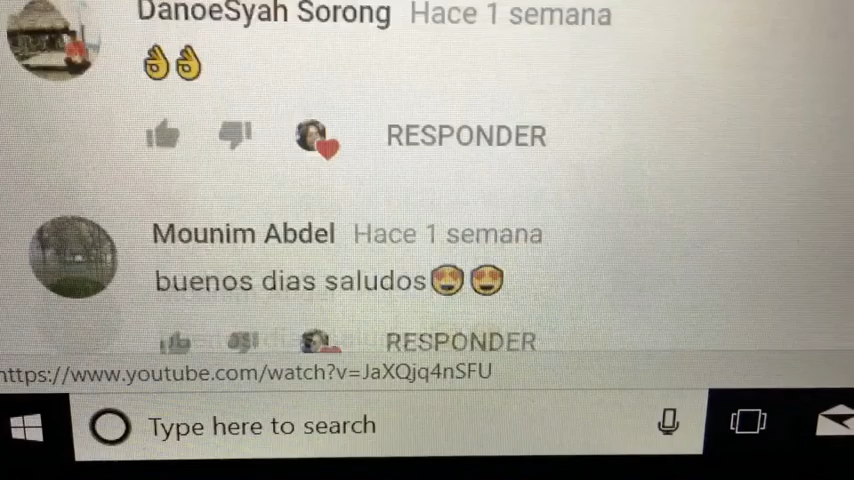 DanoeSyah Sorong Hace 1 semana
👌👌
RESPONDER
Mounim Abdel Hace 1 semana
buenos dias saludos😍😍
RESPONDER
https://www.youtube.com/watch?v=JaXQjq4nSFU
Type here to search